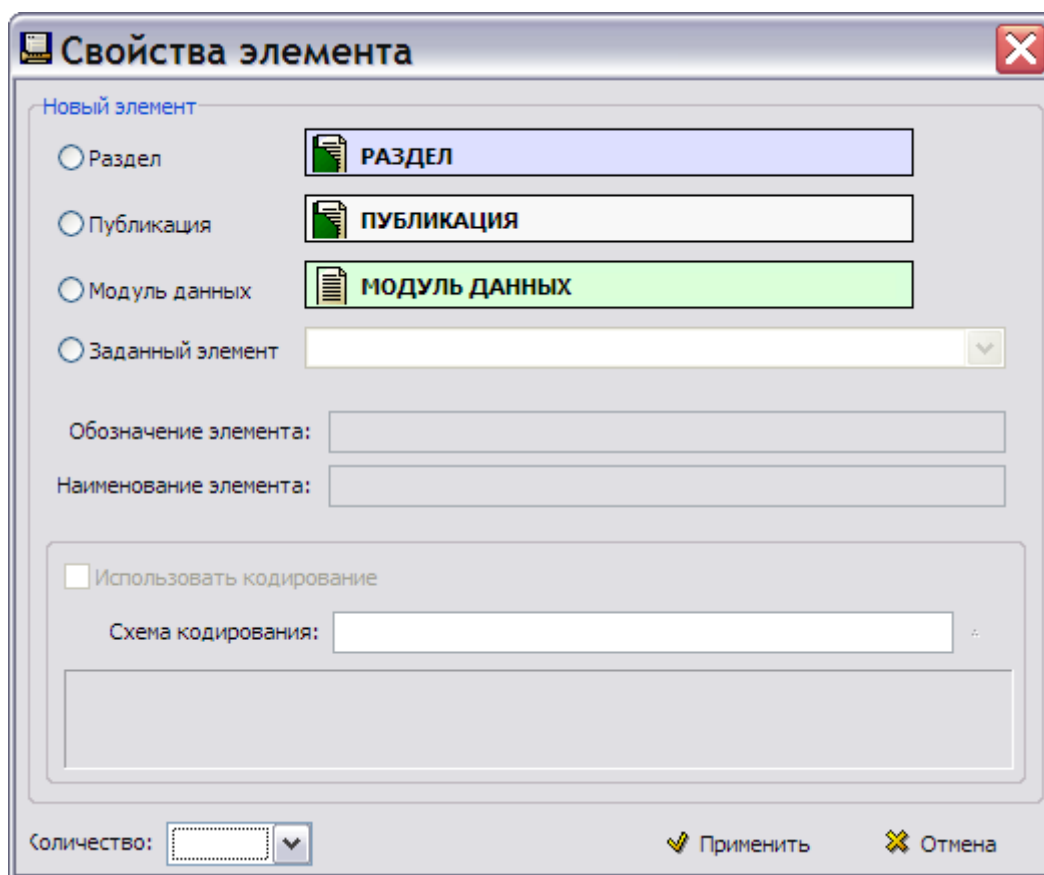 Свойства элемента
Новый элемент
Раздел РАЗДЕЛ
Публикация ПУБЛИКАЦИЯ
Модуль данных МОДУЛЬ ДАННЫХ
Заданный элемент
Обозначение элемента:
Наименование элемента:
Использовать кодирование
Схема кодирования:
Количество: Применить Отмена